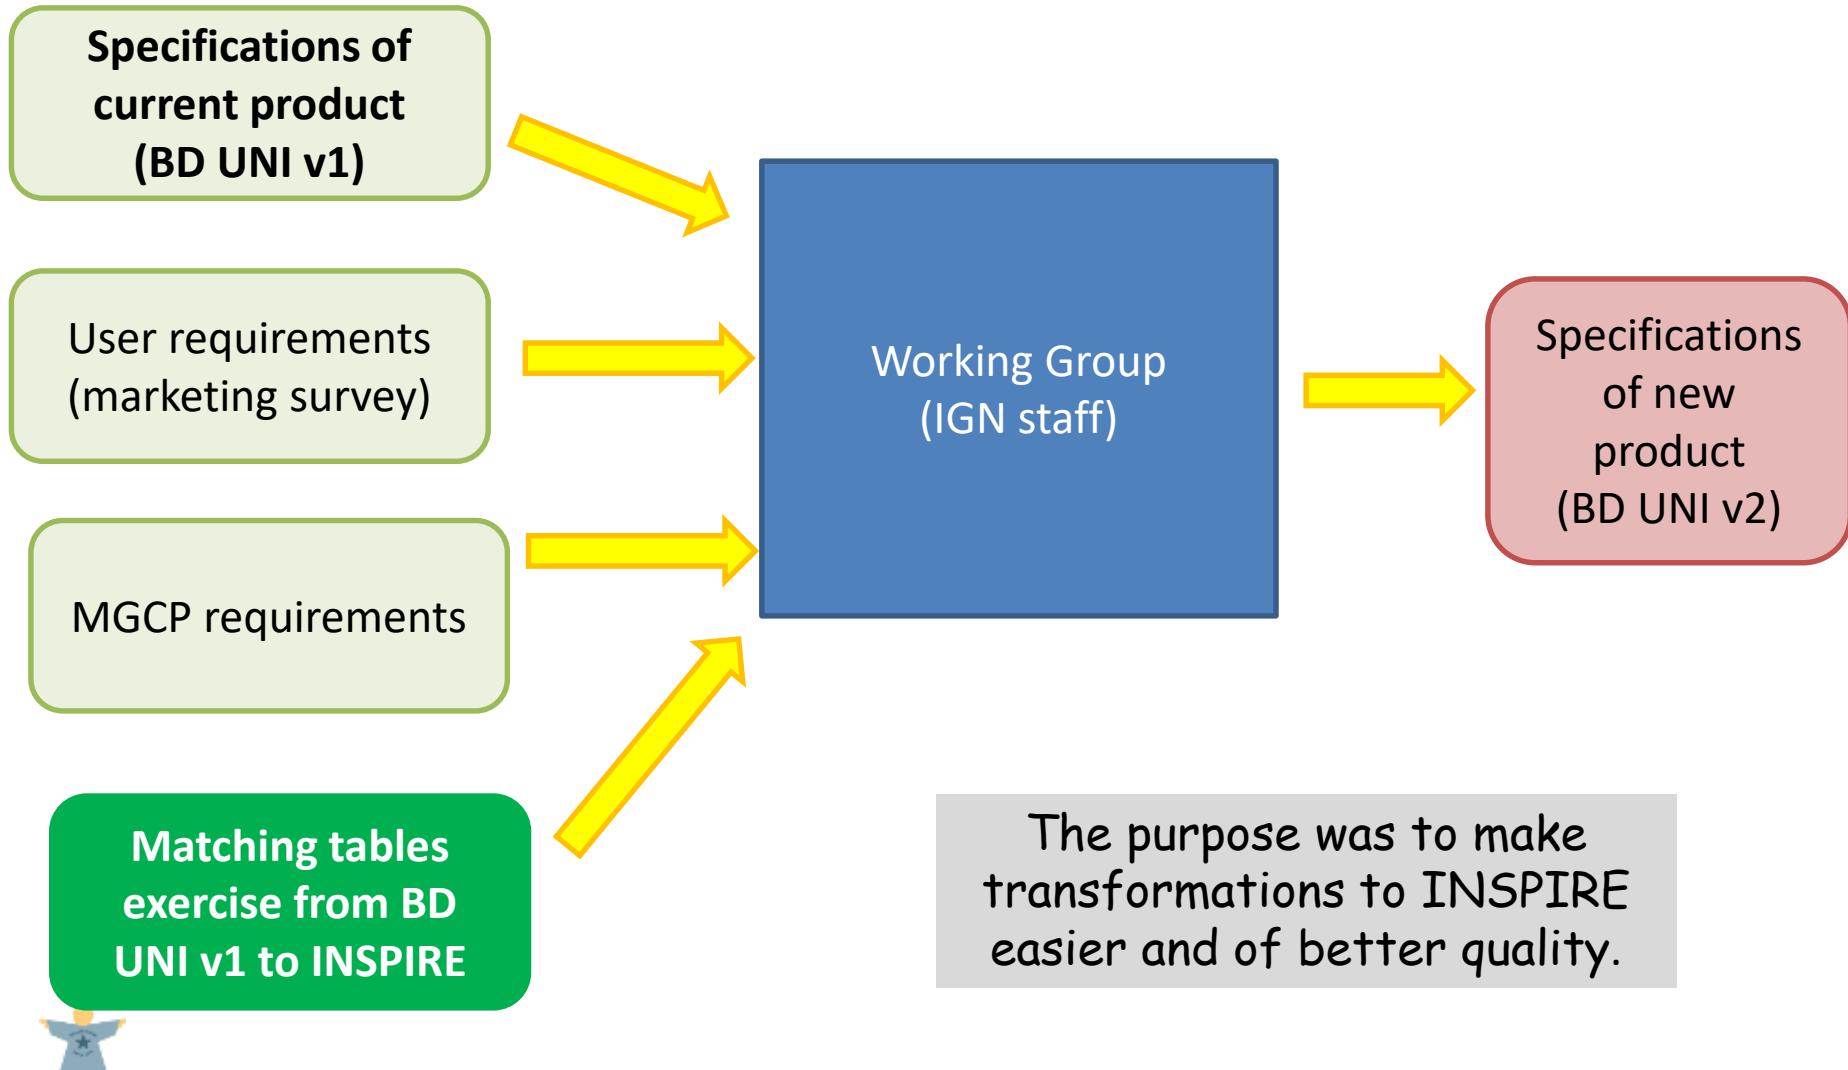 Specifications of
current product
(BD UNI v1)
User requirements
(marketing survey)
MGCP requirements
Matching tables
exercise from BD
UNI v1 to INSPIRE
Working Group
(IGN staff)
Specifications
of new
product
(BD UNI v2)
The purpose was to make
transformations to INSPIRE
easier and of better quality.